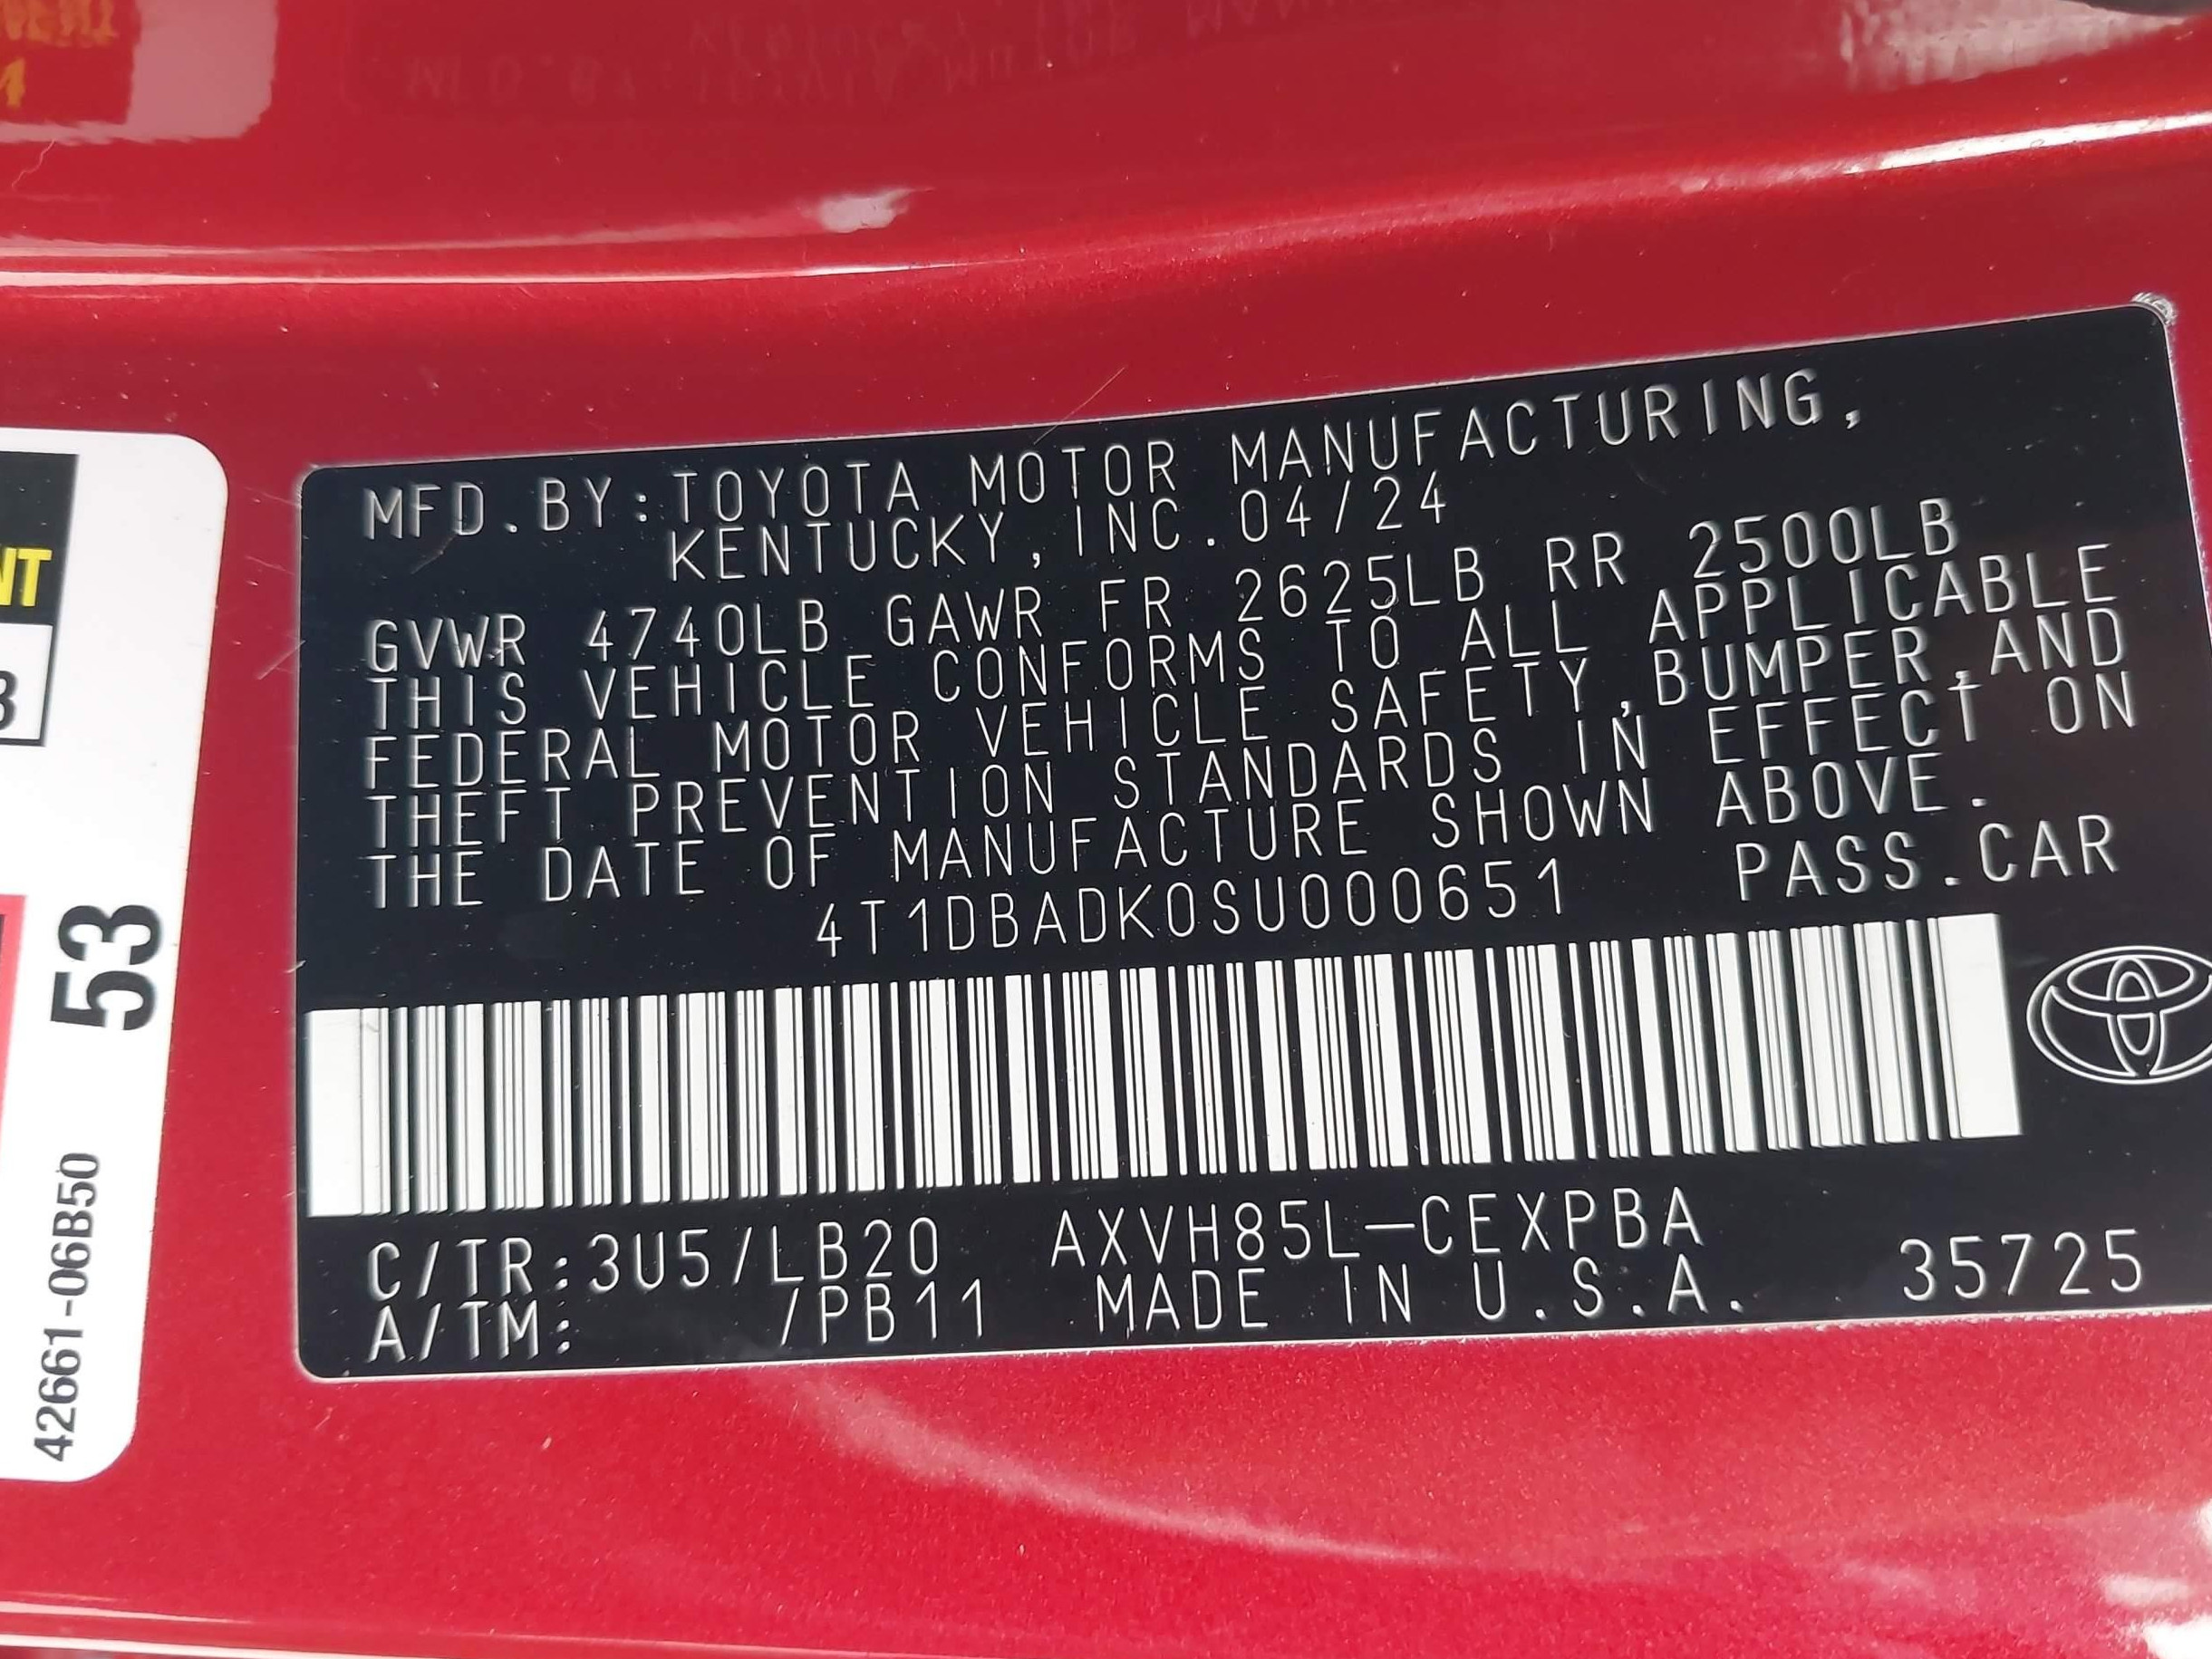 MFD.BY:TOYOTA MOTOR MANUFACTURING,
KENTUCKY,INC.04/24
GVWR 4740LB GAWR FR 2625LB RR 2500LB
THIS VEHICLE CONFORMS TO ALL APPLICABLE
FEDERAL MOTOR VEHICLE SAFETY,BUMPER,AND
THEFT PREVENTION STANDARDS IN EFFECT ON
THE DATE OF MANUFACTURE SHOWN ABOVE.
4T1DBADK0SU000651 PASS.CAR
C/TR:3U5/LB20 AXVH85L-CEXPBA
A/TM: /PB11 MADE IN U.S.A. 35725
NT
3
53
42661-06B50